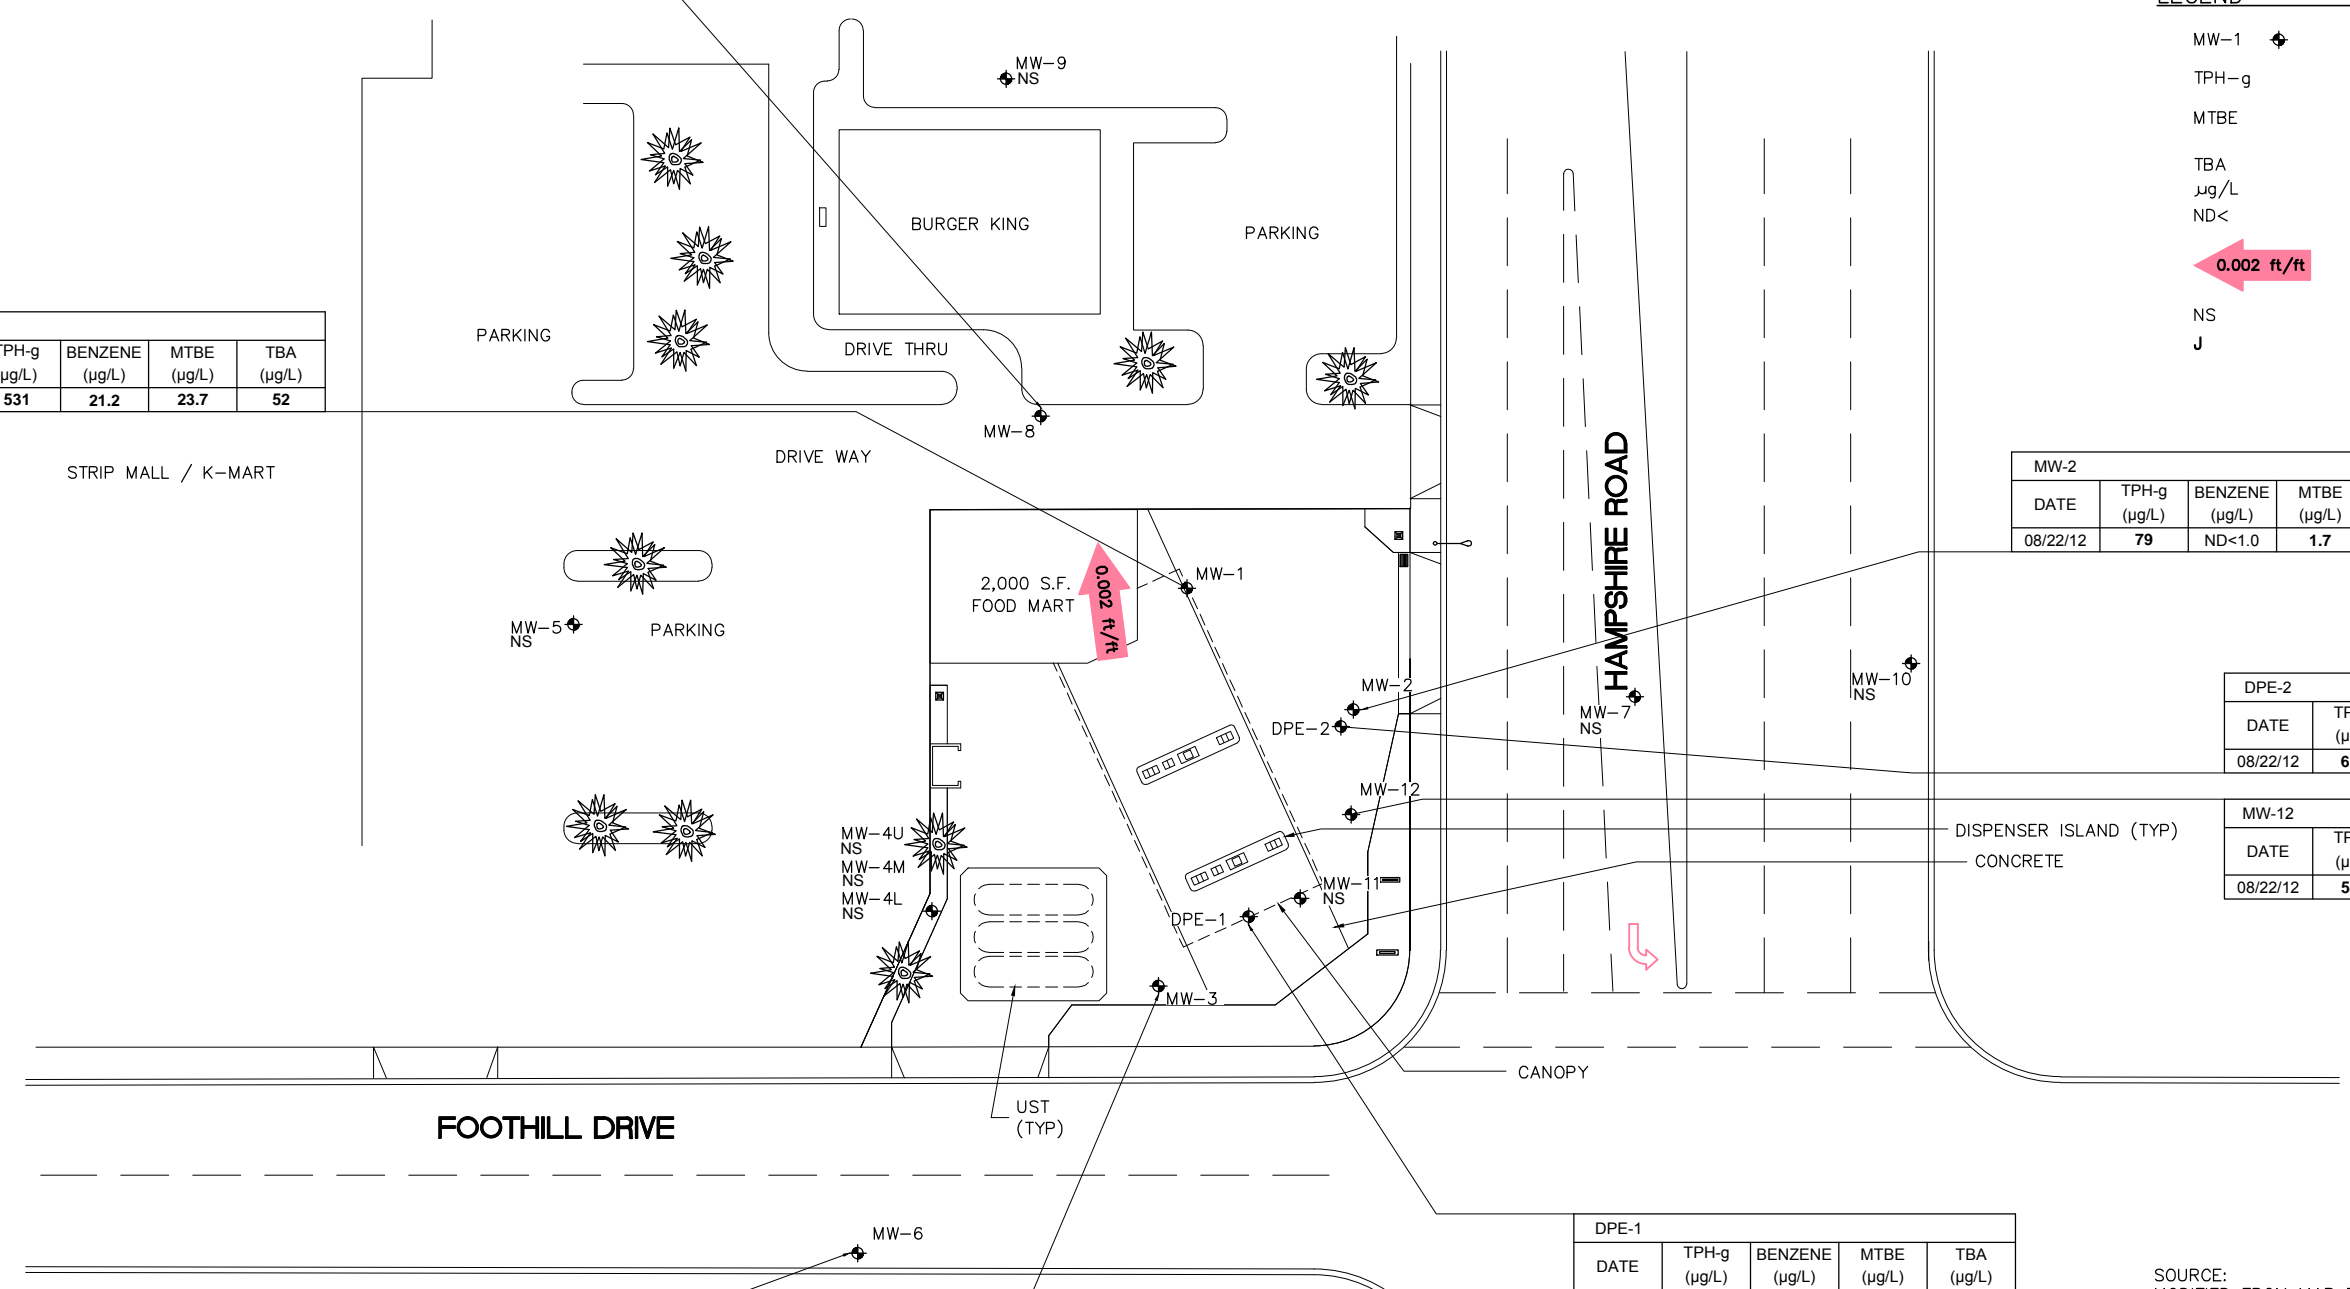 LEGEND
MW-1
TPH-g
MTBE
TBA
µg/L
ND<
0.002 ft/ft
NS
J
MW-9
NS
BURGER KING
PARKING
PARKING
DRIVE THRU
TPH-g BENZENE MTBE TBA
(µg/L) (µg/L) (µg/L) (µg/L)
531 21.2 23.7 52
MW-8
DRIVE WAY
STRIP MALL / K-MART
HAMPSHIRE ROAD
MW-2
DATE TPH-g BENZENE MTBE
(µg/L) (µg/L) (µg/L)
08/22/12 79 ND<1.0 1.7
2,000 S.F.
FOOD MART
0.002 ft/ft
MW-1
MW-5
NS
PARKING
MW-2
DPE-2
MW-7
NS
MW-10
NS
DPE-2
DATE
08/22/12
MW-12
MW-12
DATE
08/22/12
DISPENSER ISLAND (TYP)
CONCRETE
MW-4U
NS
MW-4M
NS
MW-4L
NS
MW-11
NS
DPE-1
MW-3
CANOPY
UST
(TYP)
FOOTHILL DRIVE
MW-6
DPE-1
DATE TPH-g BENZENE MTBE TBA
(µg/L) (µg/L) (µg/L) (µg/L)
SOURCE: